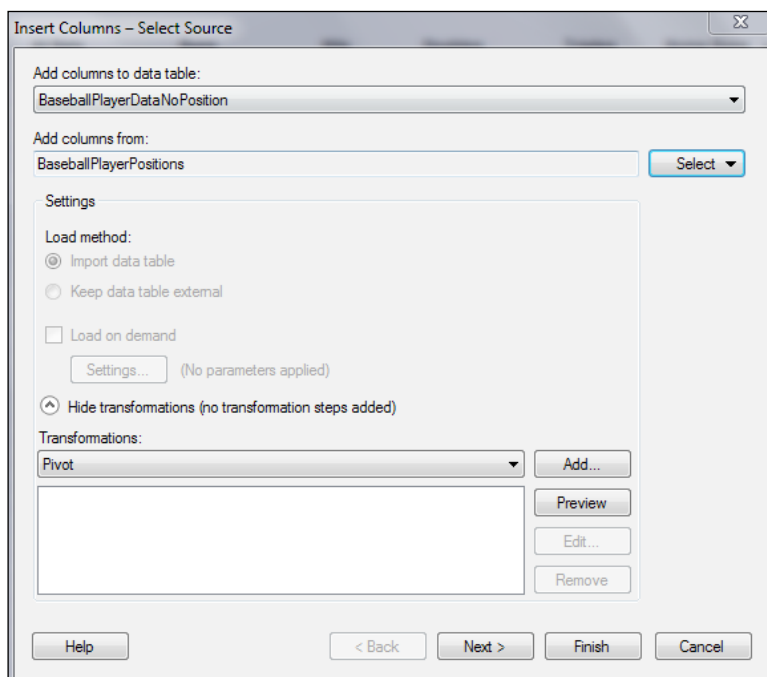 Insert Columns – Select Source
Add columns to data table:
BaseballPlayerDataNoPosition
Add columns from:
BaseballPlayerPositions
Select
Settings
Load method:
Import data table
Keep data table external
Load on demand
Settings... (No parameters applied)
Hide transformations (no transformation steps added)
Transformations:
Pivot
Add...
Preview
Edit...
Remove
Help
< Back
Next >
Finish
Cancel